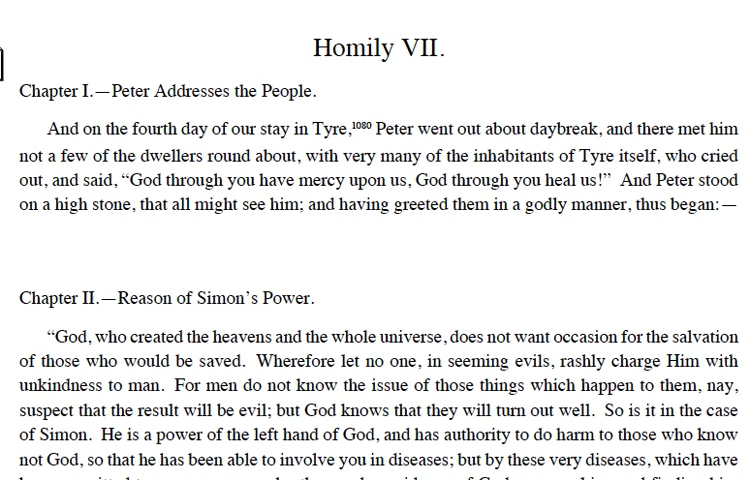 Homily VII.
Chapter I.—Peter Addresses the People.
And on the fourth day of our stay in Tyre,1080 Peter went out about daybreak, and there met him
not a few of the dwellers round about, with very many of the inhabitants of Tyre itself, who cried
out, and said, “God through you have mercy upon us, God through you heal us!” And Peter stood
on a high stone, that all might see him; and having greeted them in a godly manner, thus began:—
Chapter II.—Reason of Simon’s Power.
“God, who created the heavens and the whole universe, does not want occasion for the salvation
of those who would be saved. Wherefore let no one, in seeming evils, rashly charge Him with
unkindness to man. For men do not know the issue of those things which happen to them, nay,
suspect that the result will be evil; but God knows that they will turn out well. So is it in the case
of Simon. He is a power of the left hand of God, and has authority to do harm to those who know
not God, so that he has been able to involve you in diseases; but by these very diseases, which have